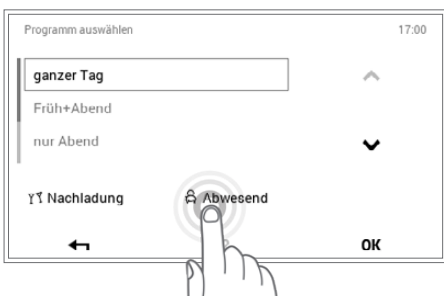 Programm auswählen 17:00
ganzer Tag
Früh+Abend
nur Abend
Nachladung Abwesend
OK